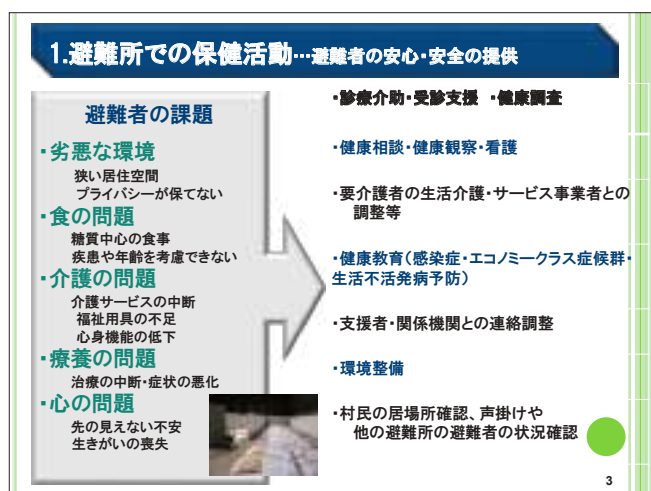 1.避難所での保健活動…避難者の安心・安全の提供
避難者の課題
・劣悪な環境
狭い居住空間
プライバシーが保てない
・食の問題
糖質中心の食事
疾患や年齢を考慮できない
・介護の問題
介護サービスの中断
福祉用具の不足
心身機能の低下
・療養の問題
治療の中断・症状の悪化
・心の問題
先の見えない不安
生きがいの喪失
・診療介助・受診支援 ・健康調査
・健康相談・健康観察・看護
・要介護者の生活介護・サービス事業者との
調整等
・健康教育(感染症・エコノミークラス症候群・
生活不活発病予防)
・支援者・関係機関との連絡調整
・環境整備
・村民の居場所確認、声掛けや
他の避難所の避難者の状況確認
3